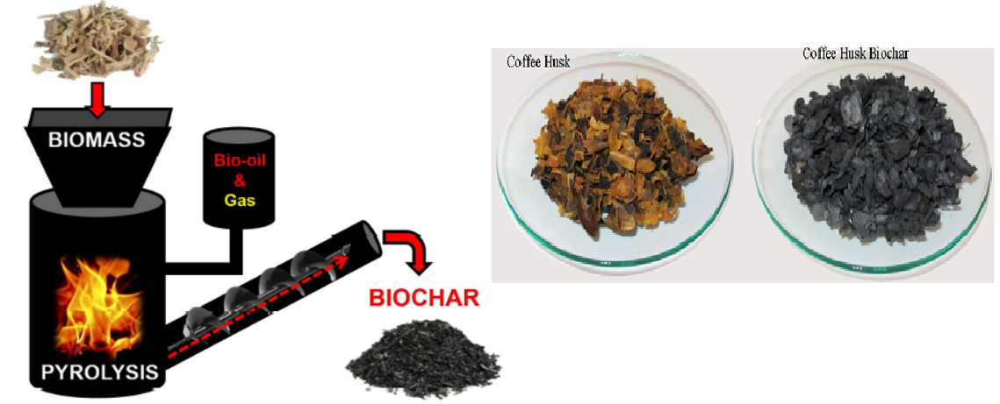 BIOMASS
Bio-oil
&
Gas
BIOCHAR
PYROLYSIS
Coffee Husk
Coffee Husk Biochar